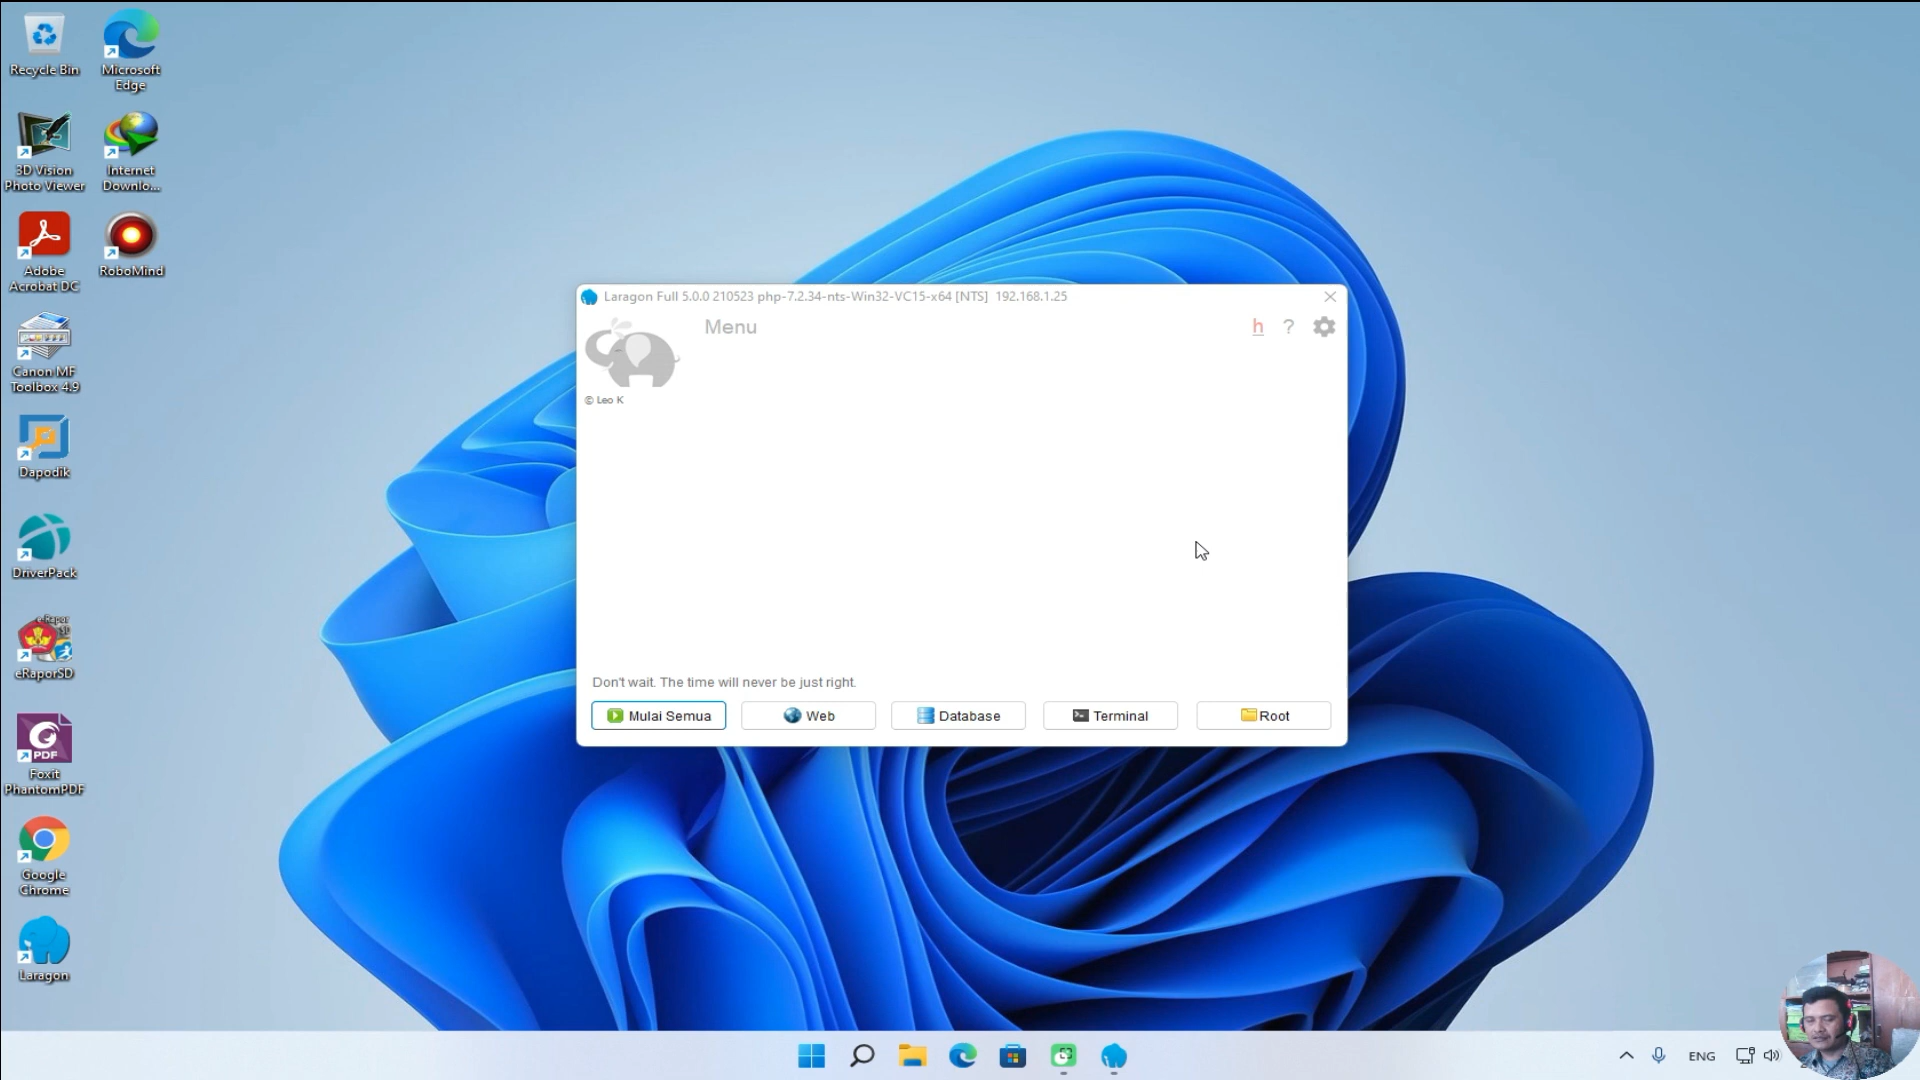 Recycle Bin
Microsoft
Edge
3D Vision
Photo Viewer
Internet
Downlo...
Adobe
Acrobat DC
RoboMind
Canon MF
Toolbox 4.9
Dapodik
DriverPack
e-Rapor
SD
eRaporSD
PDF
Foxit
PhantomPDF
Google
Chrome
Laragon
Laragon Full 5.0.0 210523 php-7.2.34-nts-Win32-VC15-x64 [NTS] 192.168.1.25
Menu
h ?
© Leo K
Don't wait. The time will never be just right.
Mulai Semua
Web
Database
Terminal
Root
ENG